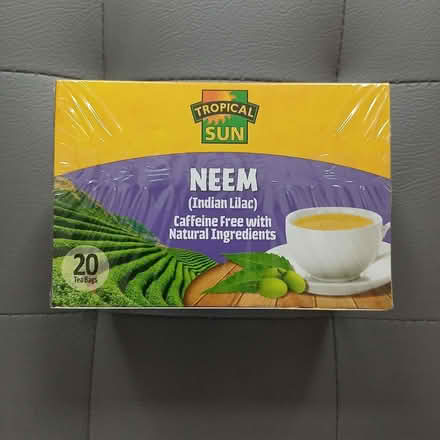 TROPICAL
SUN
NEEM
(Indian Lilac)
Caffeine Free with
Natural Ingredients
20
Tea Bags